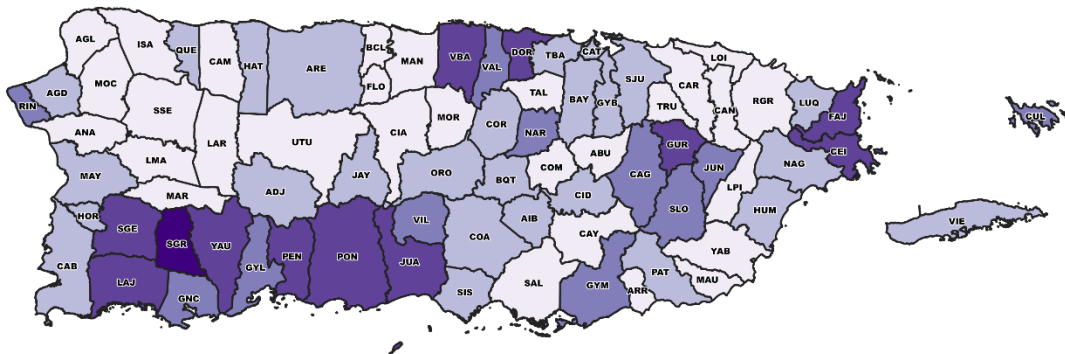 AGL
ISA
QUE
CAM
HAT
ARE
BCL
MAN
VBA
VAL
DOR
TBA
CAT
SJU
LOI
RIN
AGD
MOC
SSE
FLO
TAL
BAY
GYB
TRU
CAR
CAN
RGR
LUQ
FAJ
CUL
ANA
LAR
UTU
CIA
MOR
COR
NAR
ABU
GUR
CEI
MAY
LMA
MAR
ADJ
JAY
ORO
BQT
COM
CID
CAG
JUN
LPI
NAG
HOR
SGE
SCR
YAU
VIL
COA
AIB
CAY
SLO
HUM
VIE
CAB
LAJ
GNC
GYL
PEN
PON
JUA
SIS
SAL
GYM
PAT
ARR
MAU
YAB